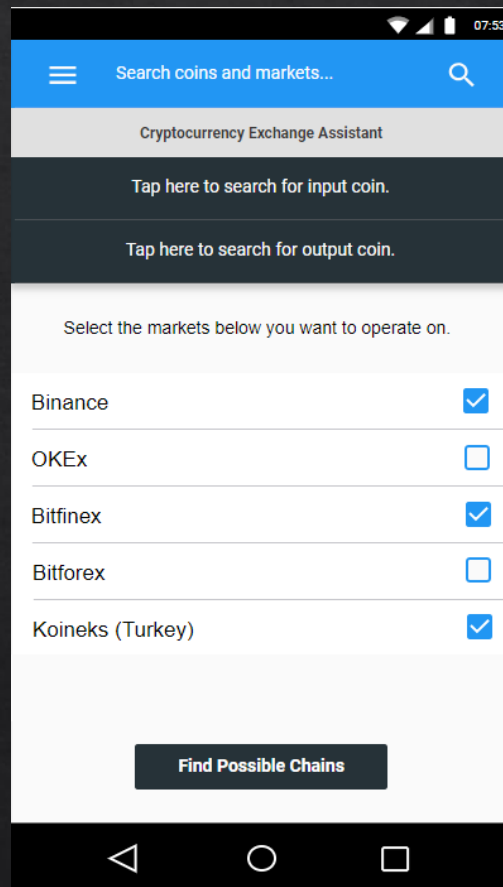 07:53
Search coins and markets...
Cryptocurrency Exchange Assistant
Tap here to search for input coin.
Tap here to search for output coin.
Select the markets below you want to operate on.
Binance
OKEx
Bitfinex
Bitforex
Koineks (Turkey)
Find Possible Chains